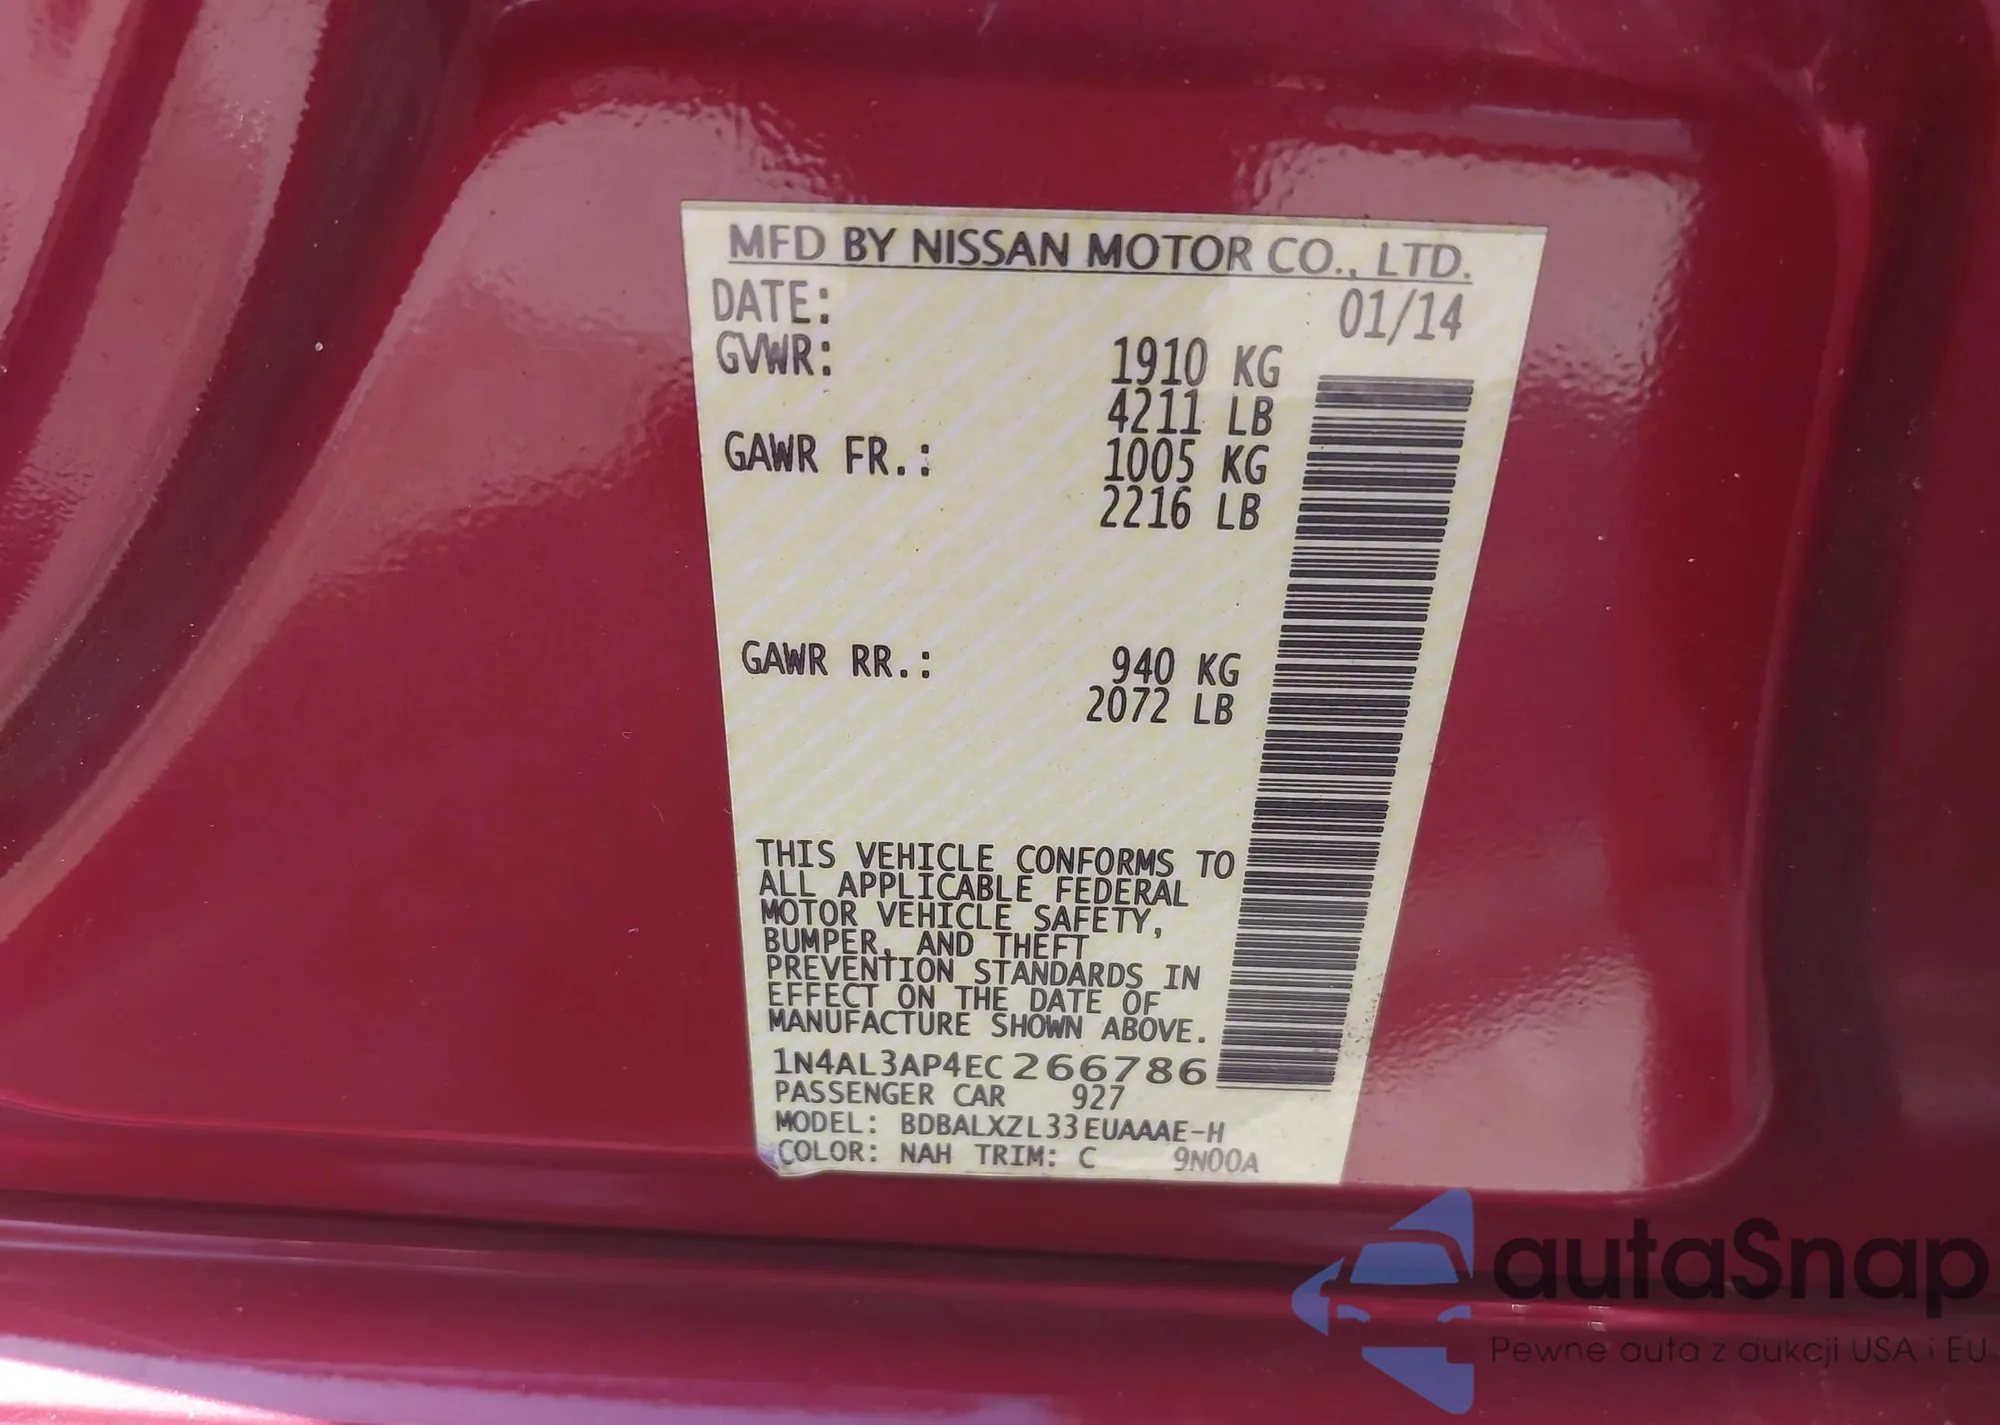 MFD BY NISSAN MOTOR CO., LTD.
DATE: 01/14
GVWR: 1910 KG
4211 LB
GAWR FR.: 1005 KG
2216 LB
GAWR RR.: 940 KG
2072 LB
THIS VEHICLE CONFORMS TO
ALL APPLICABLE FEDERAL
MOTOR VEHICLE SAFETY,
BUMPER, AND THEFT
PREVENTION STANDARDS IN
EFFECT ON THE DATE OF
MANUFACTURE SHOWN ABOVE.
1N4AL3AP4EC266786
PASSENGER CAR 927
MODEL: BDBALXZL33EUAAAE-H
COLOR: NAH TRIM: C 9N00A
autaSnap
Pewne auta z aukcji USA i EU